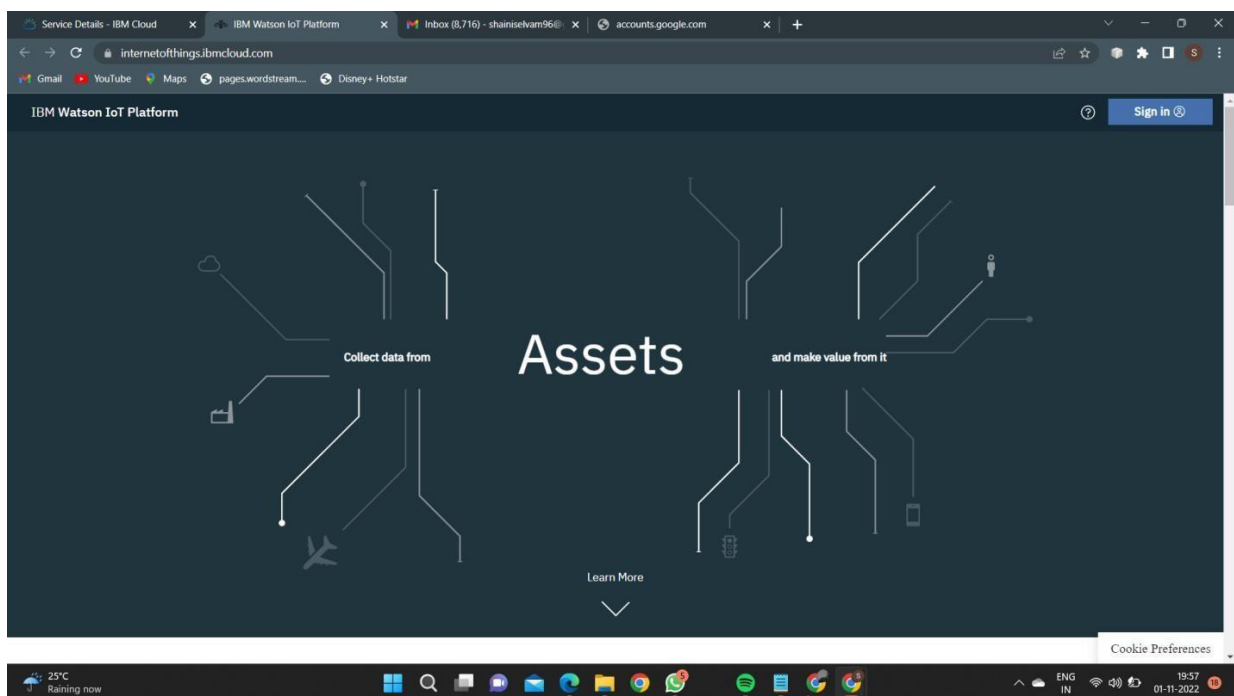 Service Details - IBM Cloud
IBM Watson IoT Platform
Inbox (8,716) - shainiselvam96@
accounts.google.com
internetofthings.ibmcloud.com
S
Gmail
YouTube
Maps
pages.wordstream....
Disney+ Hotstar
IBM Watson IoT Platform
Sign in
Collect data from
Assets
and make value from it
Learn More
Cookie Preferences
25°C
Raining now
5
ENG
IN
19:57
01-11-2022
18